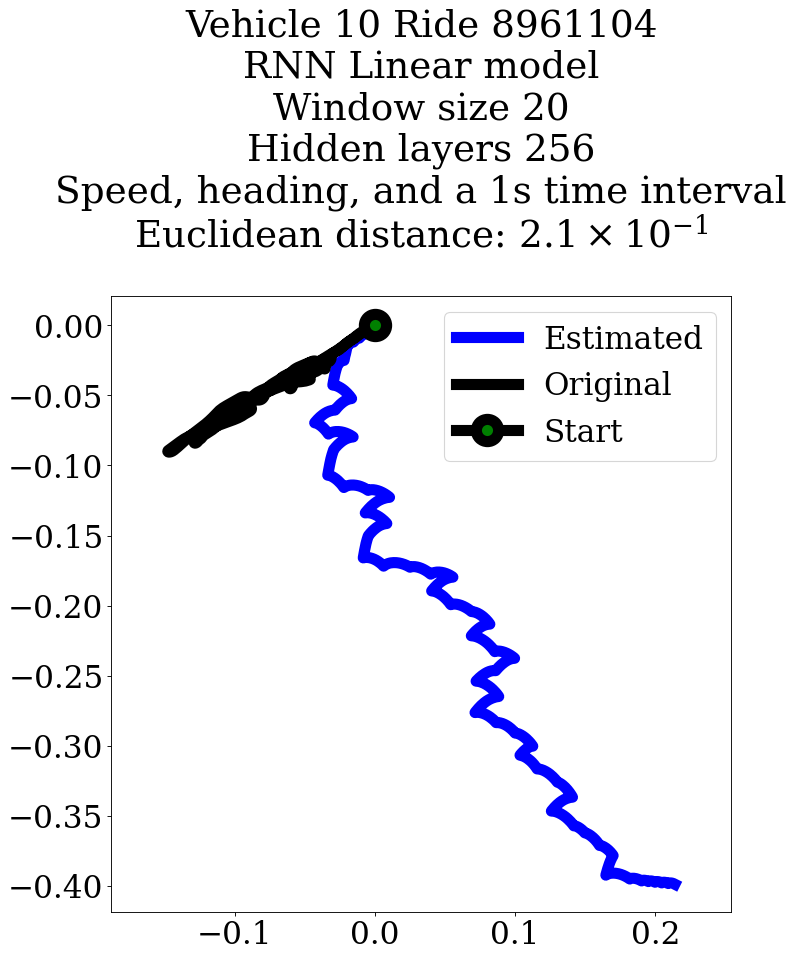 Vehicle 10 Ride 8961104
RNN Linear model
Window size 20
Hidden layers 256
Speed, heading, and a 1s time interval
Euclidean distance: 2.1 × 10⁻¹
Estimated
Original
Start
0.00
−0.05
−0.10
−0.15
−0.20
−0.25
−0.30
−0.35
−0.40
−0.1
0.0
0.1
0.2